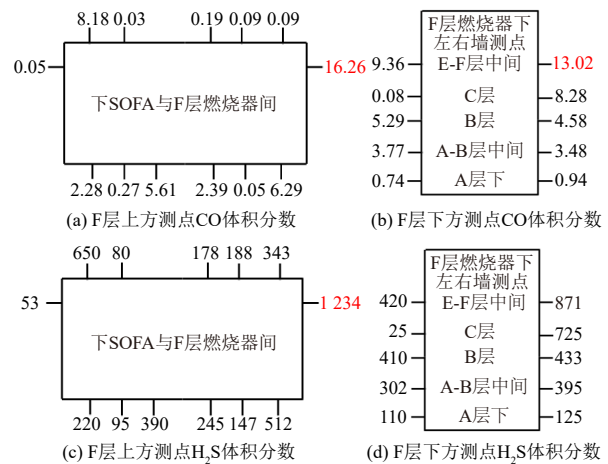 8.18 0.03 0.19 0.09 0.09
0.05 16.26
下SOFA与F层燃烧器间
2.28 0.27 5.61 2.39 0.05 6.29
(a) F层上方测点CO体积分数
F层燃烧器下
左右墙测点
9.36 E-F层中间 13.02
0.08 C层 8.28
5.29 B层 4.58
3.77 A-B层中间 3.48
0.74 A层下 0.94
(b) F层下方测点CO体积分数
650 80 178 188 343
53 1 234
下SOFA与F层燃烧器间
220 95 390 245 147 512
(c) F层上方测点H₂S体积分数
F层燃烧器下
左右墙测点
420 E-F层中间 871
25 C层 725
410 B层 433
302 A-B层中间 395
110 A层下 125
(d) F层下方测点H₂S体积分数